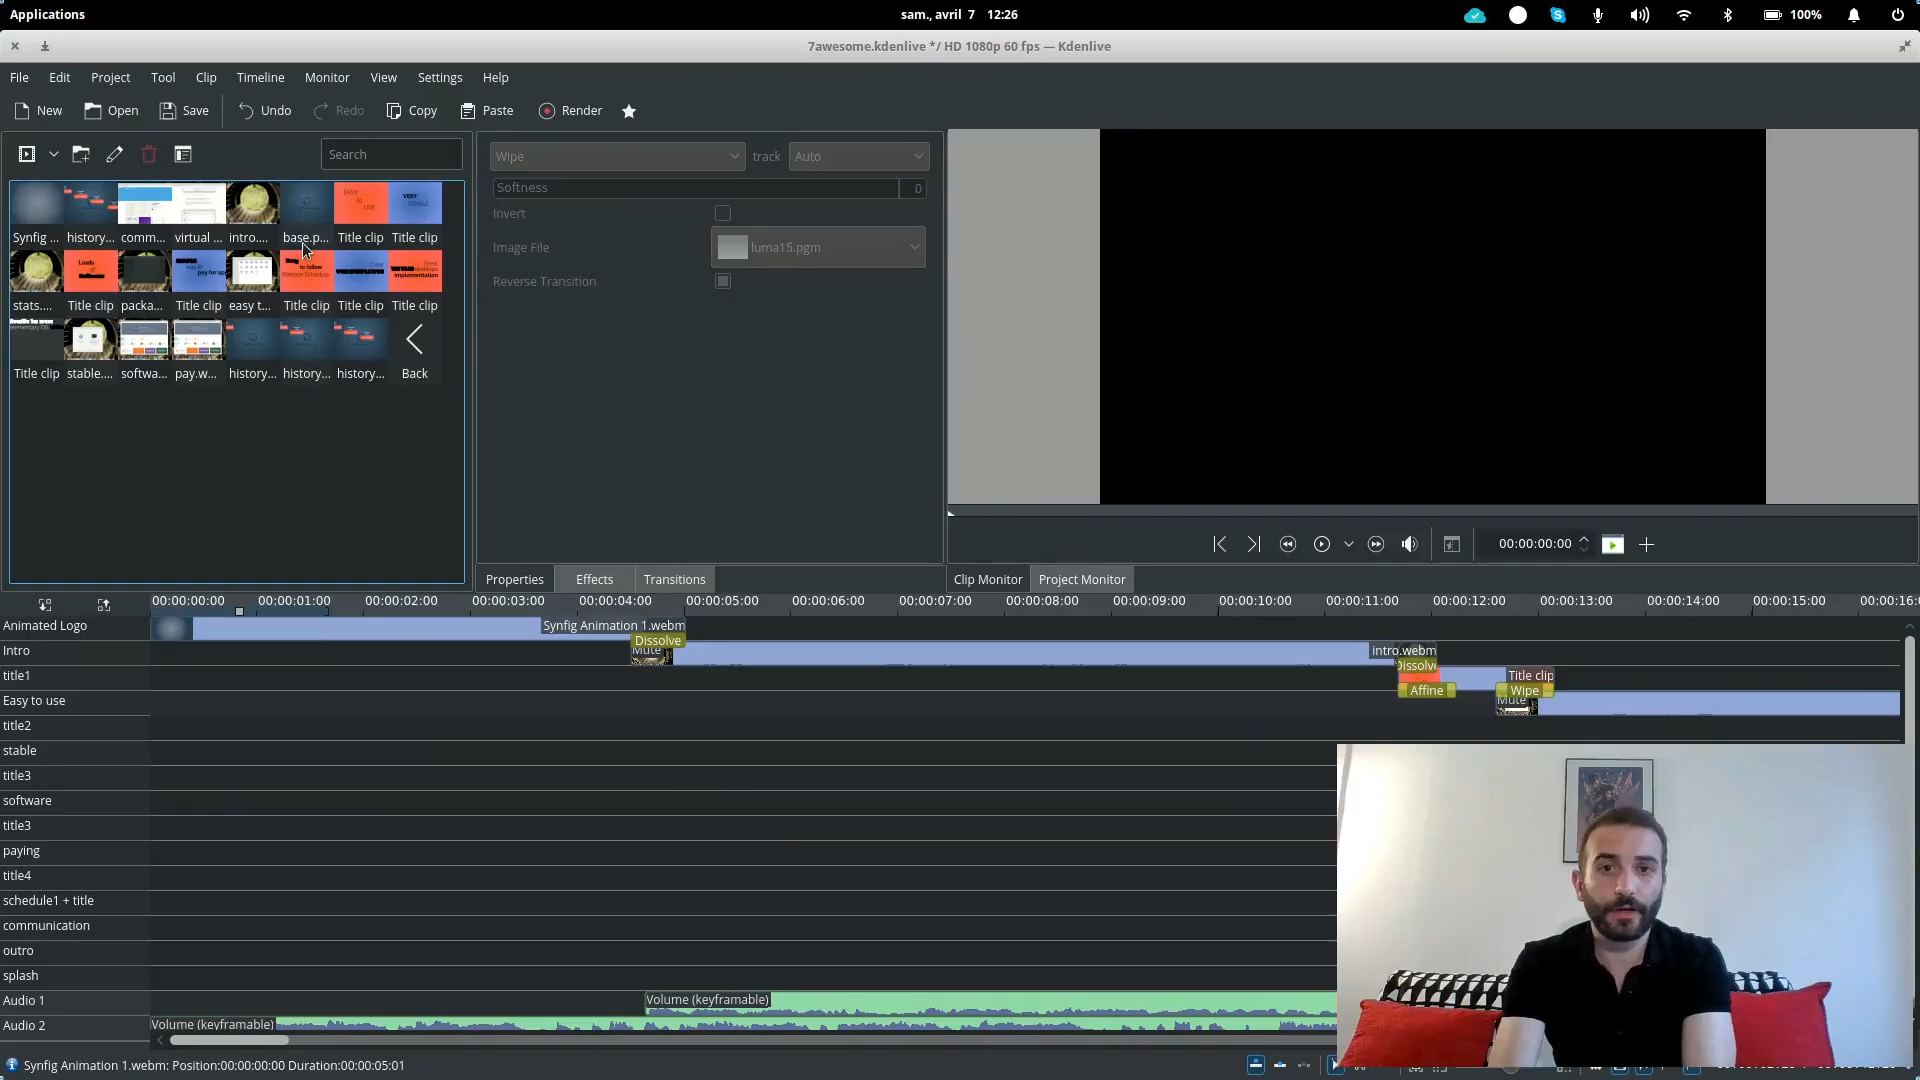 Applications
sam., avril 7 12:26
100%
7awesome.kdenlive */ HD 1080p 60 fps — Kdenlive
File Edit Project Tool Clip Timeline Monitor View Settings Help
New Open Save Undo Redo Copy Paste Render
Search
Wipe track Auto
Softness 0
Invert
Image File luma15.pgm
Reverse Transition
EASY to USE
VERY
Synfig ... history... comm... virtual ... intro.... base.p... Title clip Title clip
Loads of
stats.... Title clip packa... Title clip easy t... Title clip Title clip Title clip
Title clip stable.... softwa... pay.w... history... history... history... Back
00:00:00:00
Properties Effects Transitions
Clip Monitor Project Monitor
00:00:00:00 00:00:01:00 00:00:02:00 00:00:03:00 00:00:04:00 00:00:05:00 00:00:06:00 00:00:07:00 00:00:08:00 00:00:09:00 00:00:10:00 00:00:11:00 00:00:12:00 00:00:13:00 00:00:14:00 00:00:15:00 00:00:16:0
Animated Logo Synfig Animation 1.webm
Dissolve
Intro Mute intro.webm
Dissolve
title1 Title clip
Affine Wipe
Easy to use Mute
title2
stable
title3
software
title3
paying
title4
schedule1 + title
communication
outro
splash
Audio 1 Volume (keyframable)
Audio 2 Volume (keyframable)
Synfig Animation 1.webm: Position:00:00:00:00 Duration:00:00:05:01